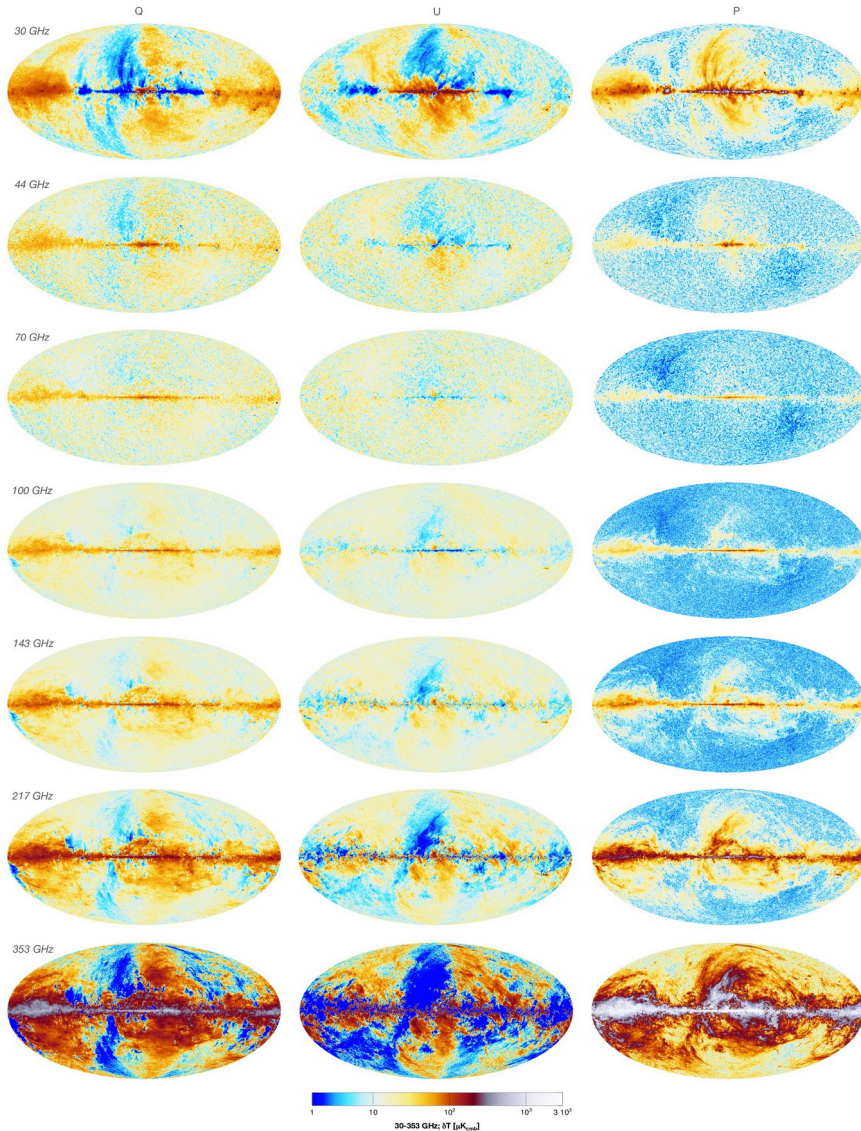 Q U P
30 GHz
44 GHz
70 GHz
100 GHz
143 GHz
217 GHz
353 GHz
1 10 10² 10³ 3 10³
30-353 GHz; δT [μK_cmb]